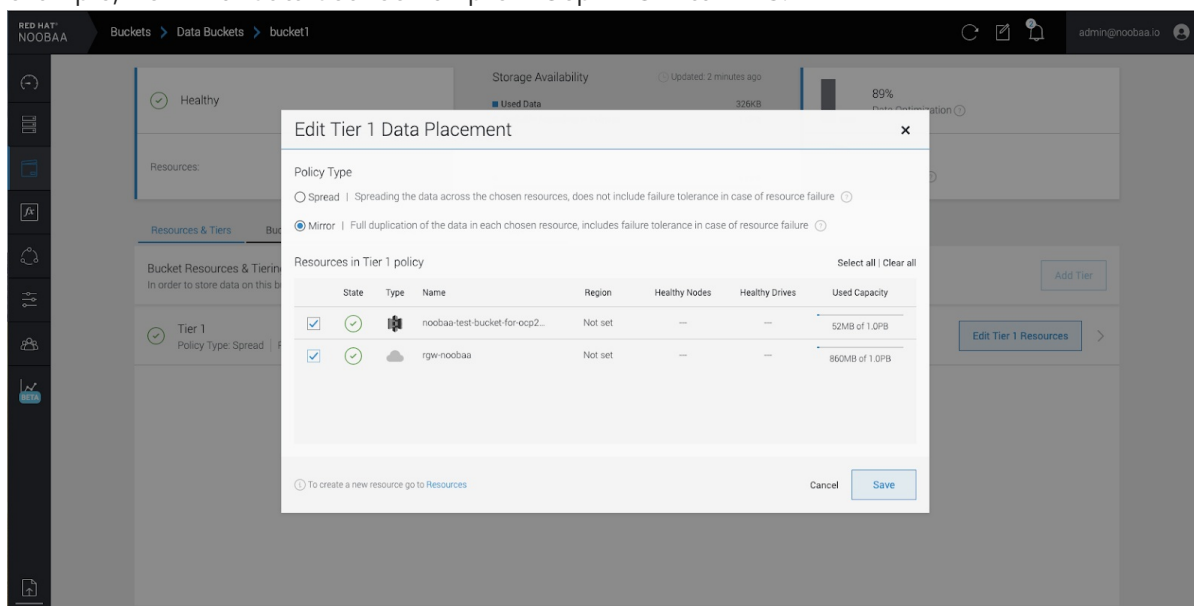 RED HAT®
NOOBAA
Buckets > Data Buckets > bucket1
2
admin@noobaa.io
Healthy
Storage Availability
Updated: 2 minutes ago
Used Data
326KB
89%
Data Optimization
Resources:
Resources & Tiers
In order to store data on this b
Add Tier
Tier 1
Policy Type: Spread
Edit Tier 1 Resources
BETA
Edit Tier 1 Data Placement
Policy Type
Spread | Spreading the data across the chosen resources, does not include failure tolerance in case of resource failure
Mirror | Full duplication of the data in each chosen resource, includes failure tolerance in case of resource failure
Resources in Tier 1 policy
Select all | Clear all
State Type Name Region Healthy Nodes Healthy Drives Used Capacity
noobaa-test-bucket-for-ocp2... Not set — — 52MB of 1.0PB
rgw-noobaa Not set — — 860MB of 1.0PB
To create a new resource go to Resources
Cancel Save